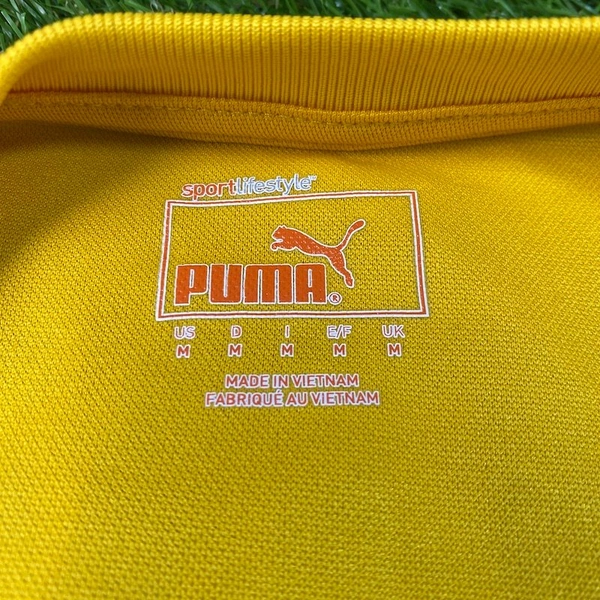 sportlifestyle™
PUMA®
US D I E/F UK
M M M M M
MADE IN VIETNAM
FABRIQUÉ AU VIETNAM